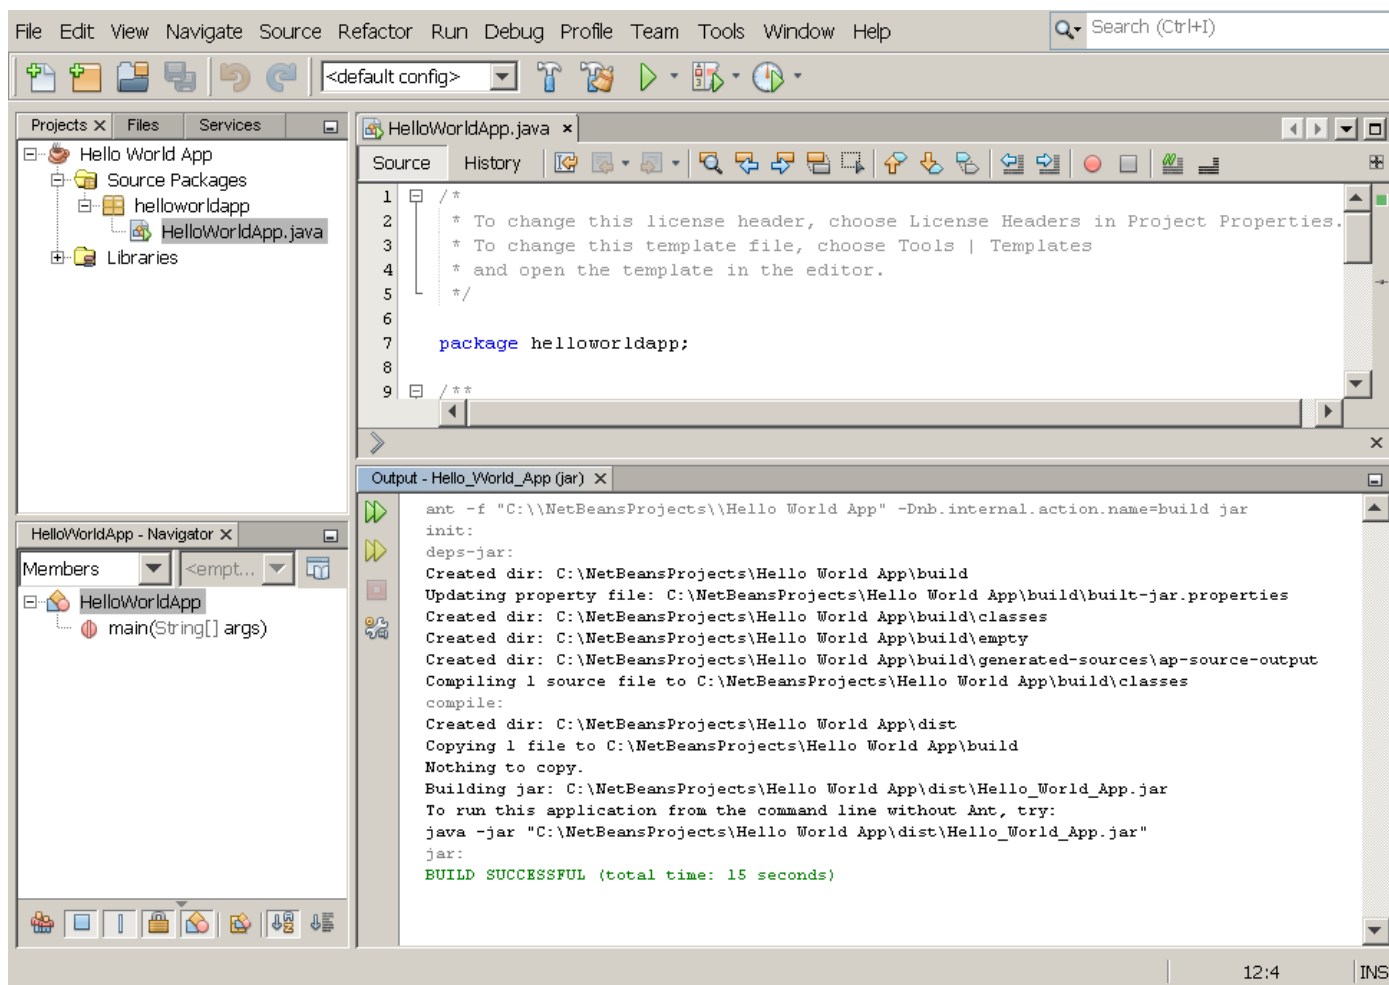 File Edit View Navigate Source Refactor Run Debug Profile Team Tools Window Help
Search (Ctrl+I)
<default config>
Projects Files Services
Hello World App
Source Packages
helloworldapp
HelloWorldApp.java
Libraries
HelloWorldApp.java
Source History
1 /*
2 * To change this license header, choose License Headers in Project Properties.
3 * To change this template file, choose Tools | Templates
4 * and open the template in the editor.
5 */
6
7 package helloworldapp;
8
9 /**
HelloWorldApp - Navigator
Members <empt...
HelloWorldApp
main(String[] args)
Output - Hello_World_App (jar)
ant -f "C:\\NetBeansProjects\\Hello World App" -Dnb.internal.action.name=build jar
init:
deps-jar:
Created dir: C:\NetBeansProjects\Hello World App\build
Updating property file: C:\NetBeansProjects\Hello World App\build\built-jar.properties
Created dir: C:\NetBeansProjects\Hello World App\build\classes
Created dir: C:\NetBeansProjects\Hello World App\build\empty
Created dir: C:\NetBeansProjects\Hello World App\build\generated-sources\ap-source-output
Compiling 1 source file to C:\NetBeansProjects\Hello World App\build\classes
compile:
Created dir: C:\NetBeansProjects\Hello World App\dist
Copying 1 file to C:\NetBeansProjects\Hello World App\build
Nothing to copy.
Building jar: C:\NetBeansProjects\Hello World App\dist\Hello_World_App.jar
To run this application from the command line without Ant, try:
java -jar "C:\NetBeansProjects\Hello World App\dist\Hello_World_App.jar"
jar:
BUILD SUCCESSFUL (total time: 15 seconds)
12:4 INS